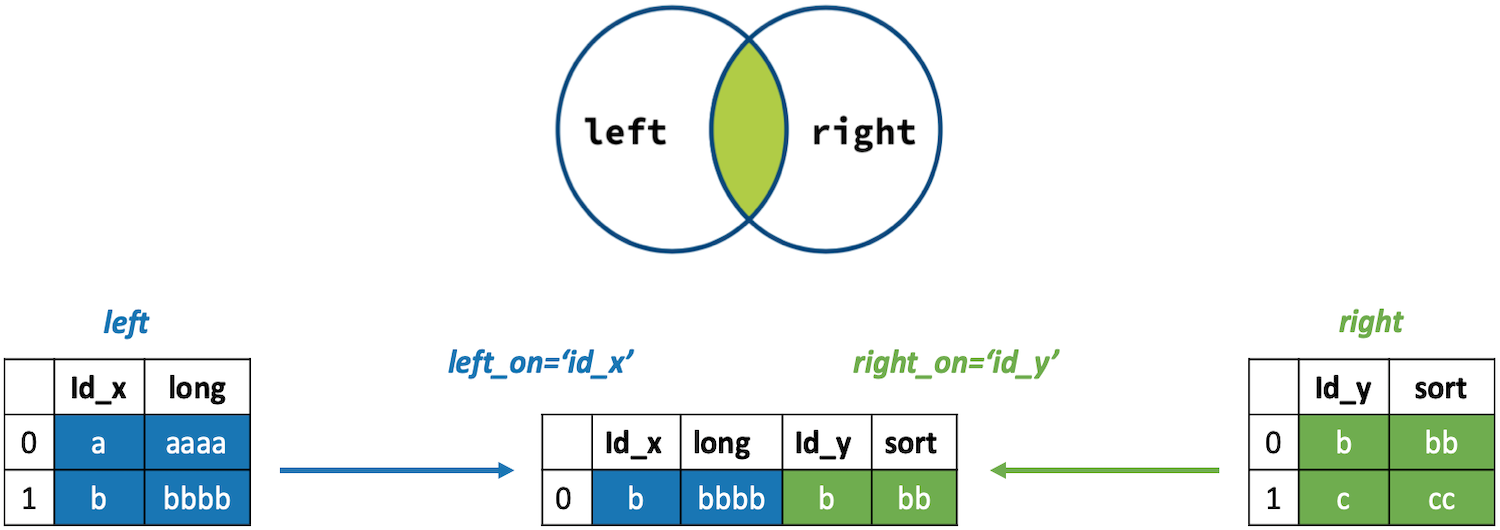 left right
left
right
left_on=‘id_x’ right_on=‘id_y’
Id_x long
0 a aaaa
1 b bbbb
Id_x long Id_y sort
0 b bbbb b bb
Id_y sort
0 b bb
1 c cc